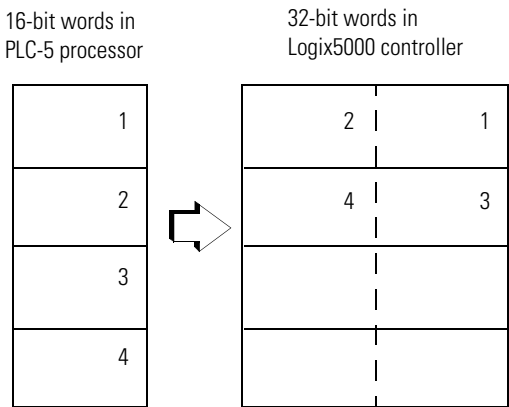 16-bit words in
PLC-5 processor
32-bit words in
Logix5000 controller
1
2
3
4
2 1
4 3